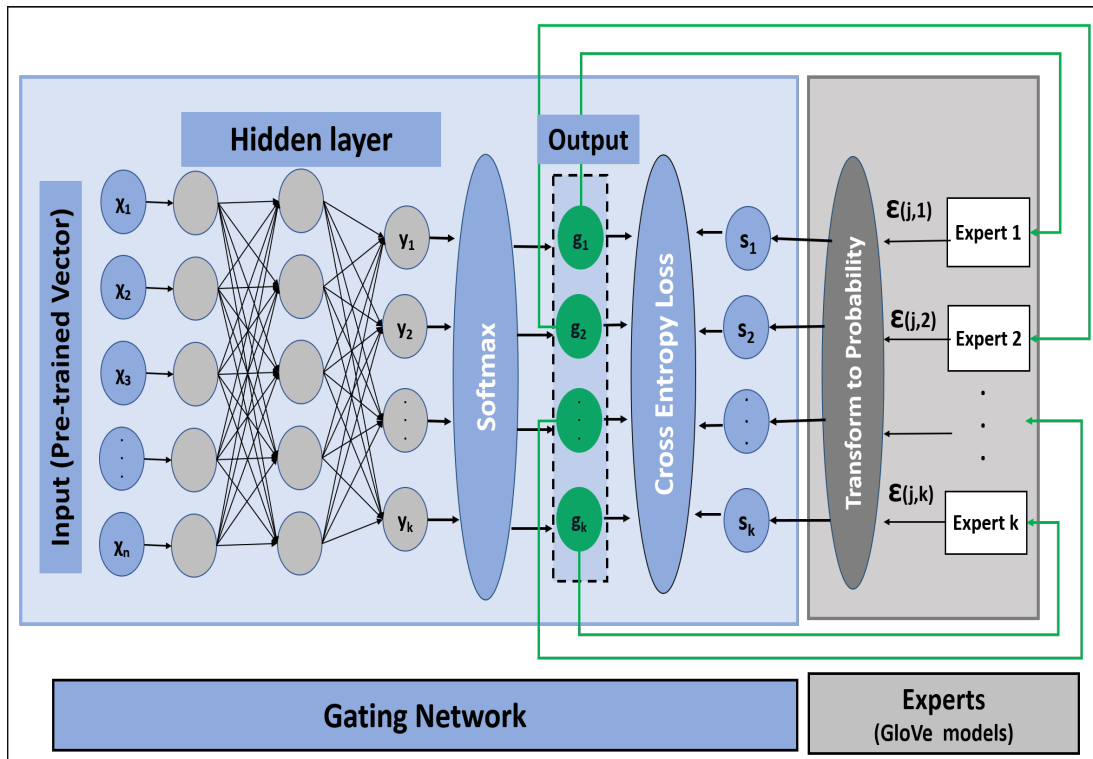 Hidden layer
Output
Input (Pre-trained Vector)
χ1
χ2
χ3
.
.
.
χn
y1
y2
.
.
.
yk
Softmax
g1
g2
.
.
.
gk
Cross Entropy Loss
s1
s2
.
.
.
sk
Transform to Probability
ε(j,1)
ε(j,2)
ε(j,k)
Expert 1
Expert 2
.
.
.
Expert k
Gating Network
Experts
(GloVe models)